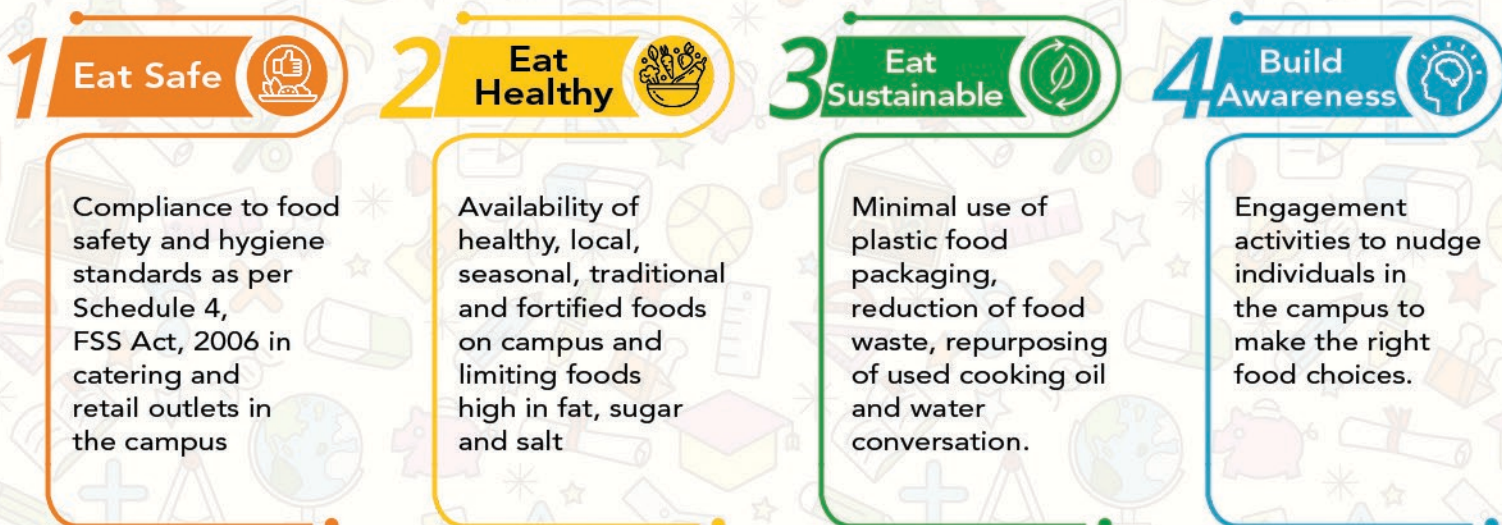 1 Eat Safe
Compliance to food
safety and hygiene
standards as per
Schedule 4,
FSS Act, 2006 in
catering and
retail outlets in
the campus
2 Eat
Healthy
Availability of
healthy, local,
seasonal, traditional
and fortified foods
on campus and
limiting foods
high in fat, sugar
and salt
3 Eat
Sustainable
Minimal use of
plastic food
packaging,
reduction of food
waste, repurposing
of used cooking oil
and water
conversation.
4 Build
Awareness
Engagement
activities to nudge
individuals in
the campus to
make the right
food choices.